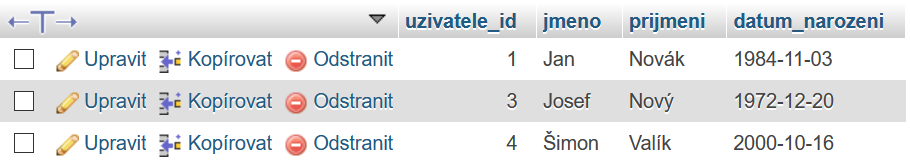 uzivatele_id jmeno prijmeni datum_narozeni
Upravit Kopírovat Odstranit 1 Jan Novák 1984-11-03
Upravit Kopírovat Odstranit 3 Josef Nový 1972-12-20
Upravit Kopírovat Odstranit 4 Šimon Valík 2000-10-16